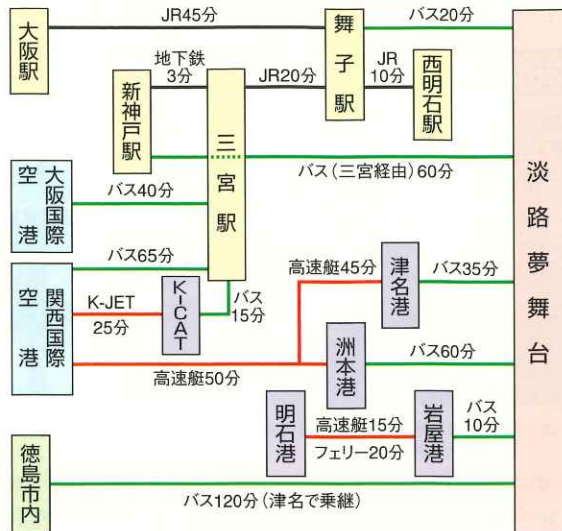 JR45分
バス20分
大阪駅
舞子駅
地下鉄
3分
JR20分
JR
10分
新神戸駅
三宮駅
西明石駅
バス(三宮経由)60分
淡路夢舞台
大阪国際
空港
バス40分
バス65分
関西国際
空港
K-JET
25分
K-CAT
バス
15分
高速艇45分
津名港
バス35分
高速艇50分
洲本港
バス60分
明石港
高速艇15分
フェリー20分
岩屋港
バス
10分
徳島市内
バス120分(津名で乗継)